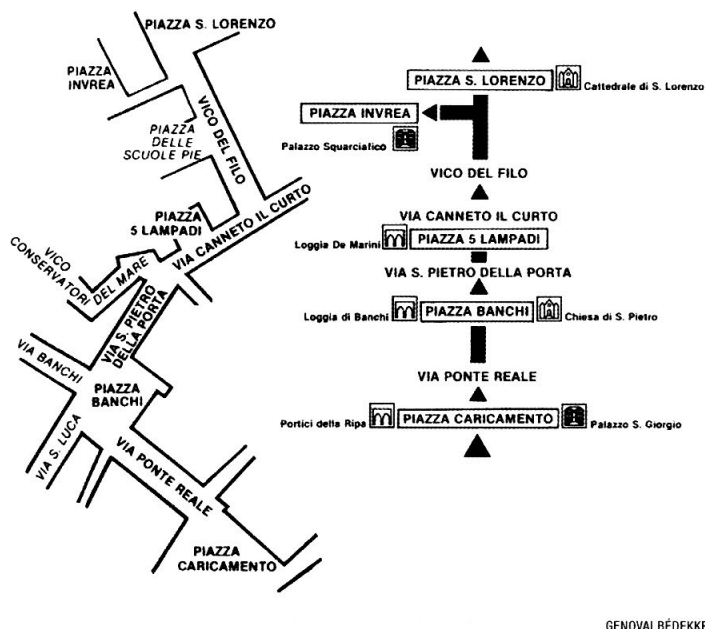 PIAZZA S. LORENZO
PIAZZA
INVREA
VICO DEL FILO
PIAZZA
DELLE
SCUOLE PIE
PIAZZA
5 LAMPADI
VIA CANNETO IL CURTO
VICO
CONSERVATORI DEL MARE
VIA S. PIETRO
DELLA PORTA
VIA BANCHI
PIAZZA
BANCHI
VIA S. LUCA
VIA PONTE REALE
PIAZZA
CARICAMENTO
PIAZZA S. LORENZO
Cattedrale di S. Lorenzo
PIAZZA INVREA
Palazzo Squarciafico
VICO DEL FILO
VIA CANNETO IL CURTO
Loggia De Marini
PIAZZA 5 LAMPADI
VIA S. PIETRO DELLA PORTA
Loggia di Banchi
PIAZZA BANCHI
Chiesa di S. Pietro
VIA PONTE REALE
Portici della Ripa
PIAZZA CARICAMENTO
Palazzo S. Giorgio
GENOVA| BÉDEKKE